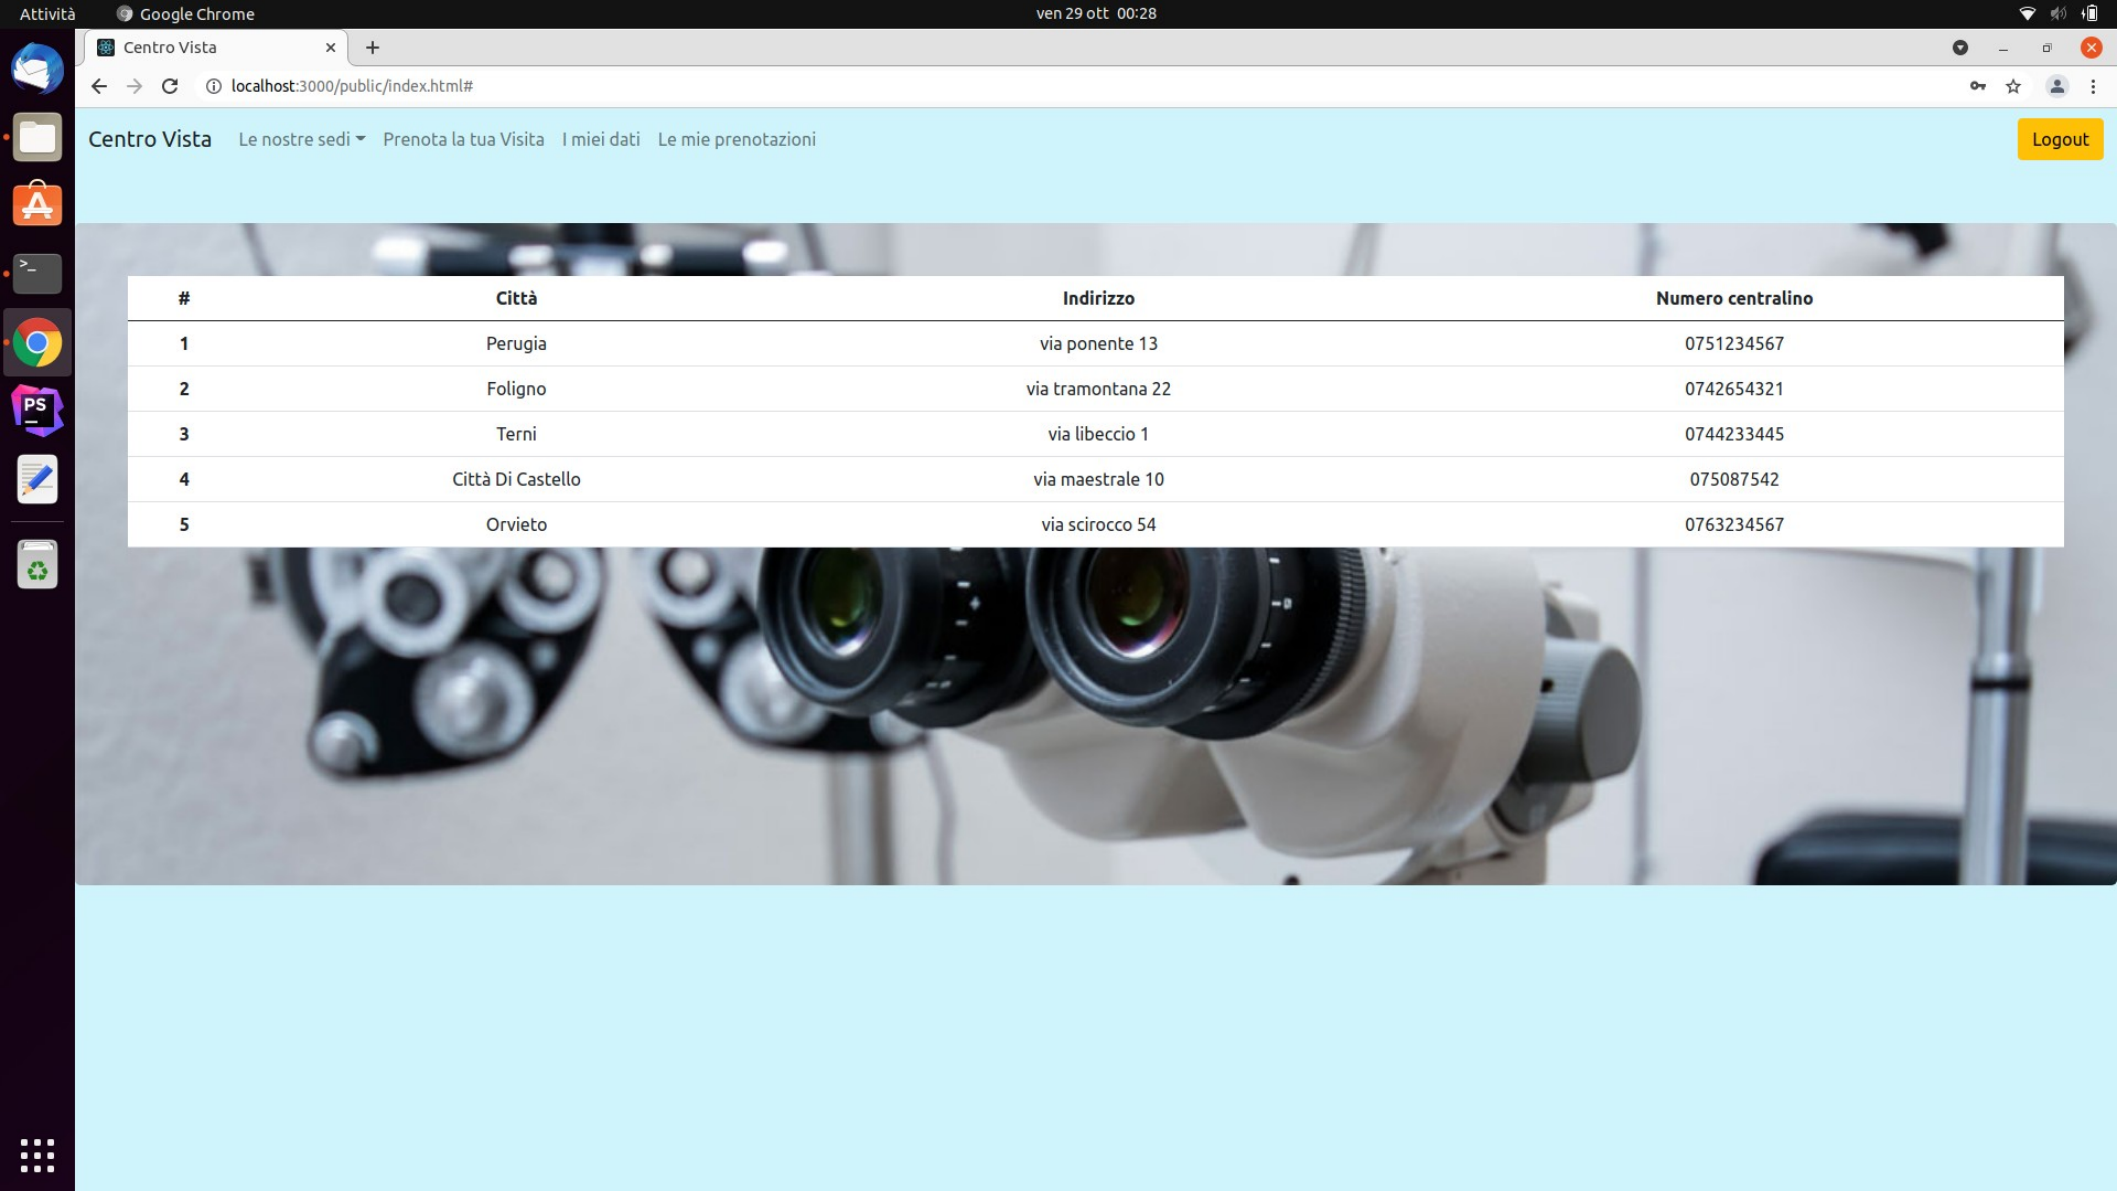 Attività Google Chrome ven 29 ott 00:28
Centro Vista
localhost:3000/public/index.html#
Centro Vista Le nostre sedi Prenota la tua Visita I miei dati Le mie prenotazioni Logout
# Città Indirizzo Numero centralino
1 Perugia via ponente 13 0751234567
2 Foligno via tramontana 22 0742654321
3 Terni via libeccio 1 0744233445
4 Città Di Castello via maestrale 10 075087542
5 Orvieto via scirocco 54 0763234567
PS